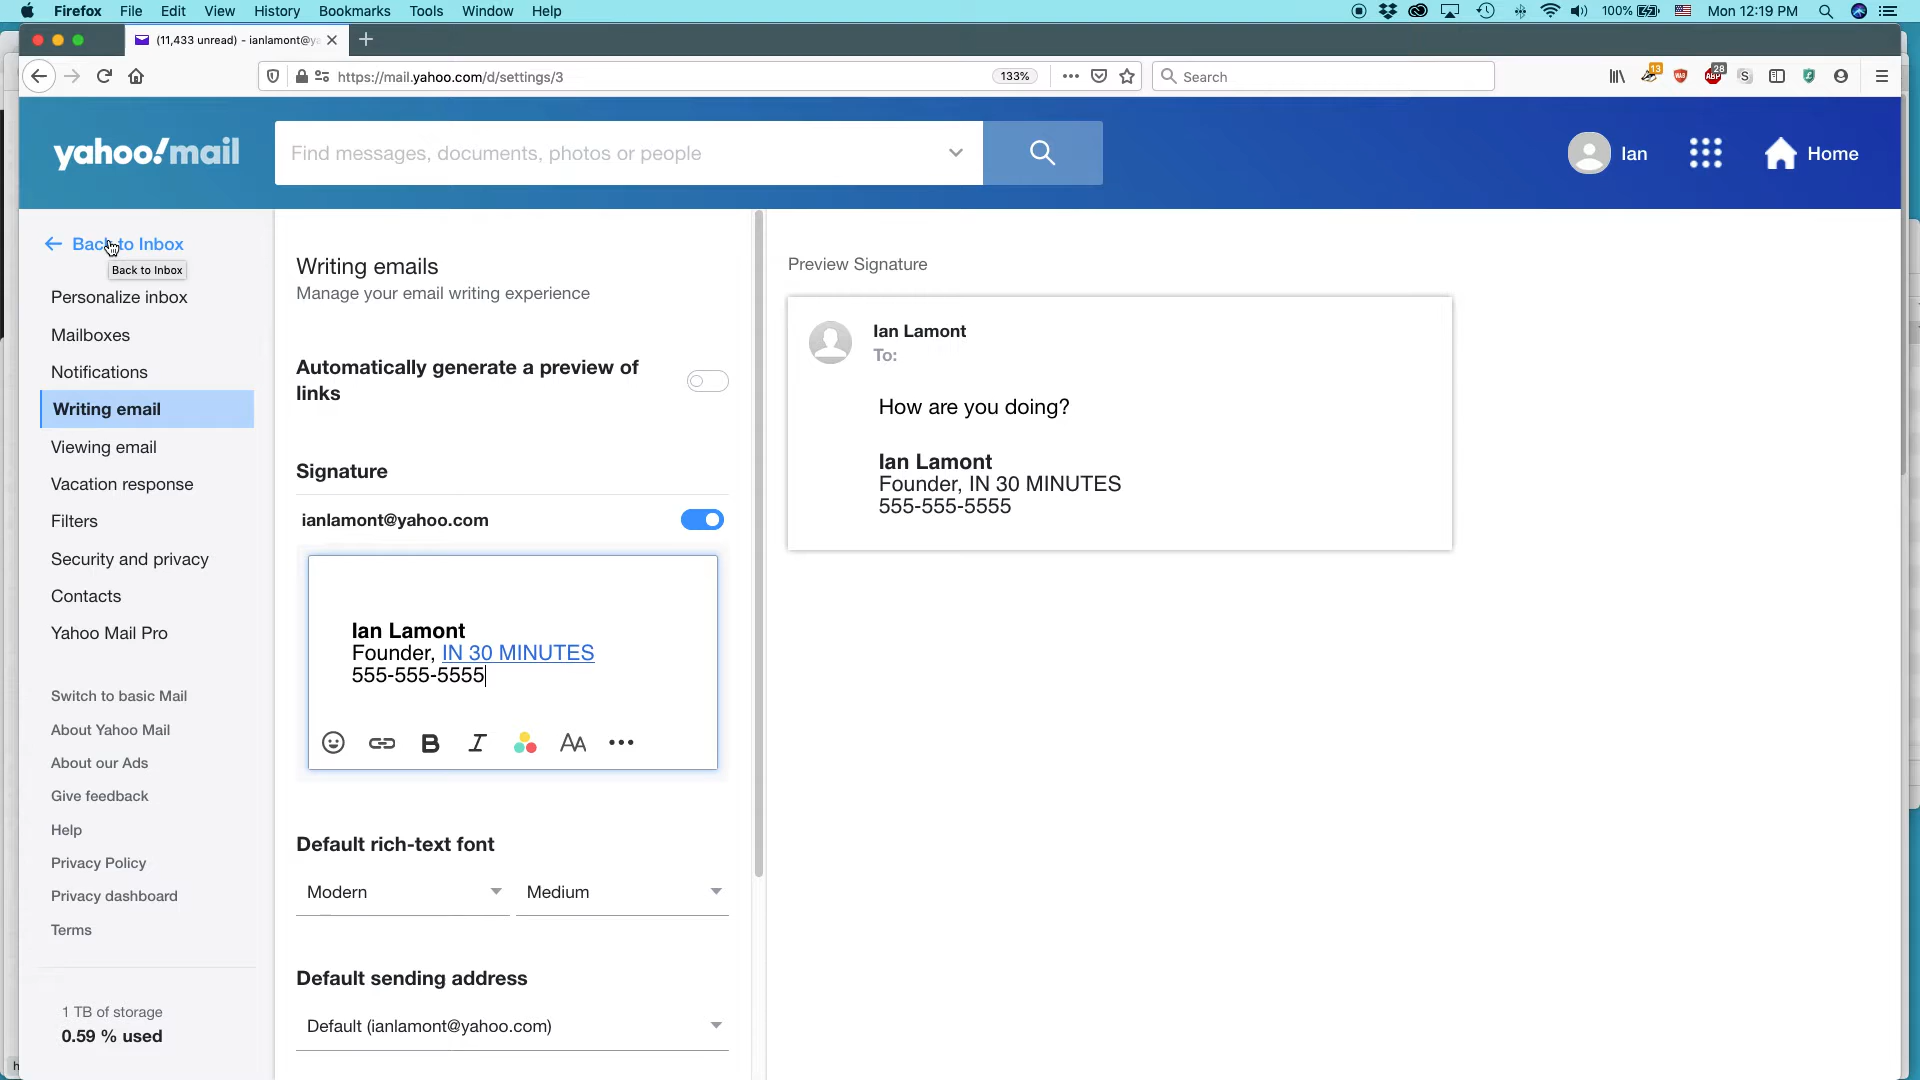 Firefox File Edit View History Bookmarks Tools Window Help
100% Mon 12:19 PM
(11,433 unread) - ianlamont@ya
https://mail.yahoo.com/d/settings/3
133%
Search
13
28
ABP
S
yahoo!mail
Find messages, documents, photos or people
Ian
Home
Back to Inbox
Back to Inbox
Personalize inbox
Mailboxes
Notifications
Writing email
Viewing email
Vacation response
Filters
Security and privacy
Contacts
Yahoo Mail Pro
Switch to basic Mail
About Yahoo Mail
About our Ads
Give feedback
Help
Privacy Policy
Privacy dashboard
Terms
1 TB of storage
0.59 % used
Writing emails
Manage your email writing experience
Automatically generate a preview of
links
Signature
ianlamont@yahoo.com
Ian Lamont
Founder, IN 30 MINUTES
555-555-5555
B I AA
Default rich-text font
Modern
Medium
Default sending address
Default (ianlamont@yahoo.com)
Preview Signature
Ian Lamont
To:
How are you doing?
Ian Lamont
Founder, IN 30 MINUTES
555-555-5555